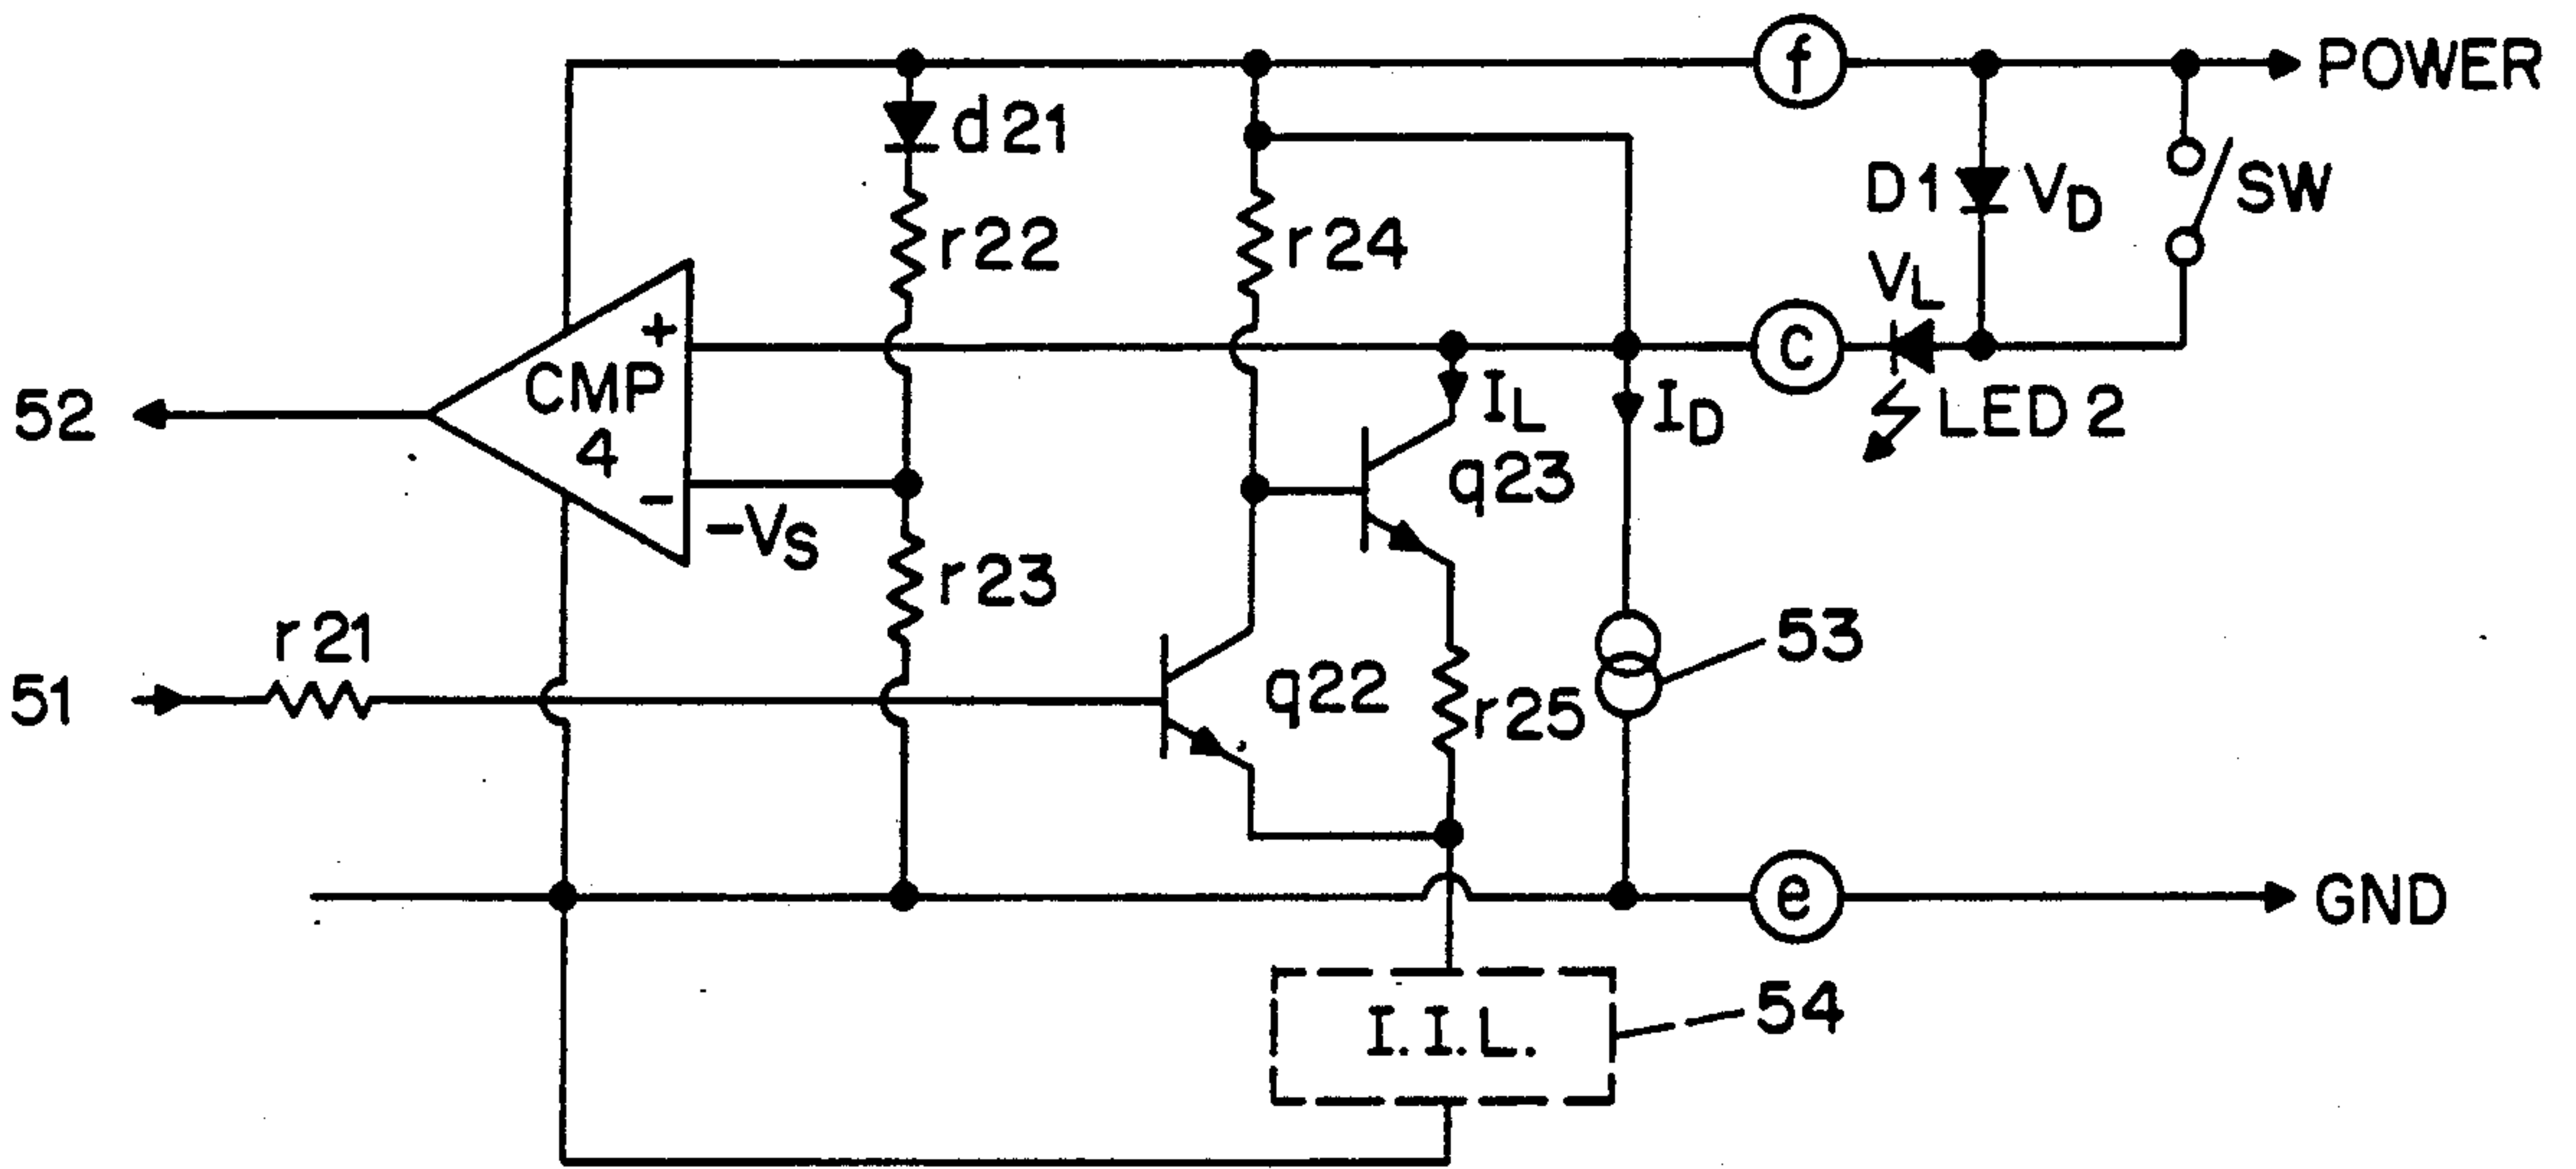 f
POWER
d21
D1
VD
SW
r22
r24
VL
+
CMP
4
c
52
IL
ID
LED2
q23
−
−VS
r23
r21
53
51
q22
r25
e
GND
I.I.L.
54